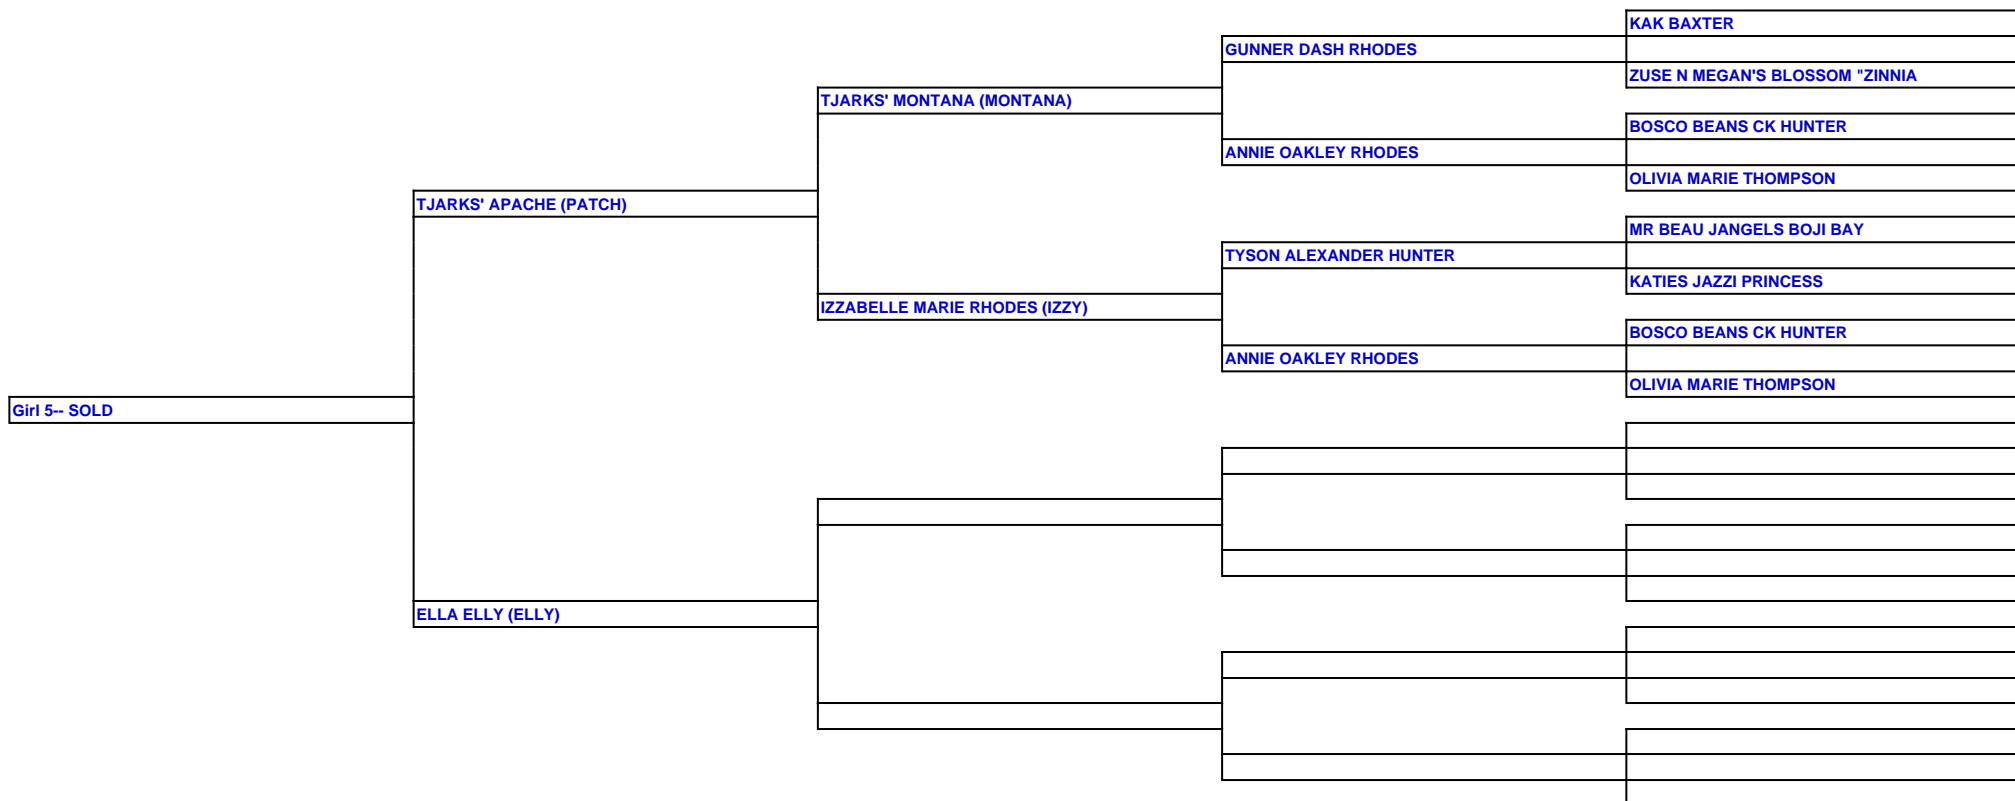 KAK BAXTER
GUNNER DASH RHODES
ZUSE N MEGAN'S BLOSSOM "ZINNIA
TJARKS' MONTANA (MONTANA)
BOSCO BEANS CK HUNTER
ANNIE OAKLEY RHODES
OLIVIA MARIE THOMPSON
TJARKS' APACHE (PATCH)
MR BEAU JANGELS BOJI BAY
TYSON ALEXANDER HUNTER
KATIES JAZZI PRINCESS
IZZABELLE MARIE RHODES (IZZY)
BOSCO BEANS CK HUNTER
ANNIE OAKLEY RHODES
OLIVIA MARIE THOMPSON
Girl 5-- SOLD
ELLA ELLY (ELLY)